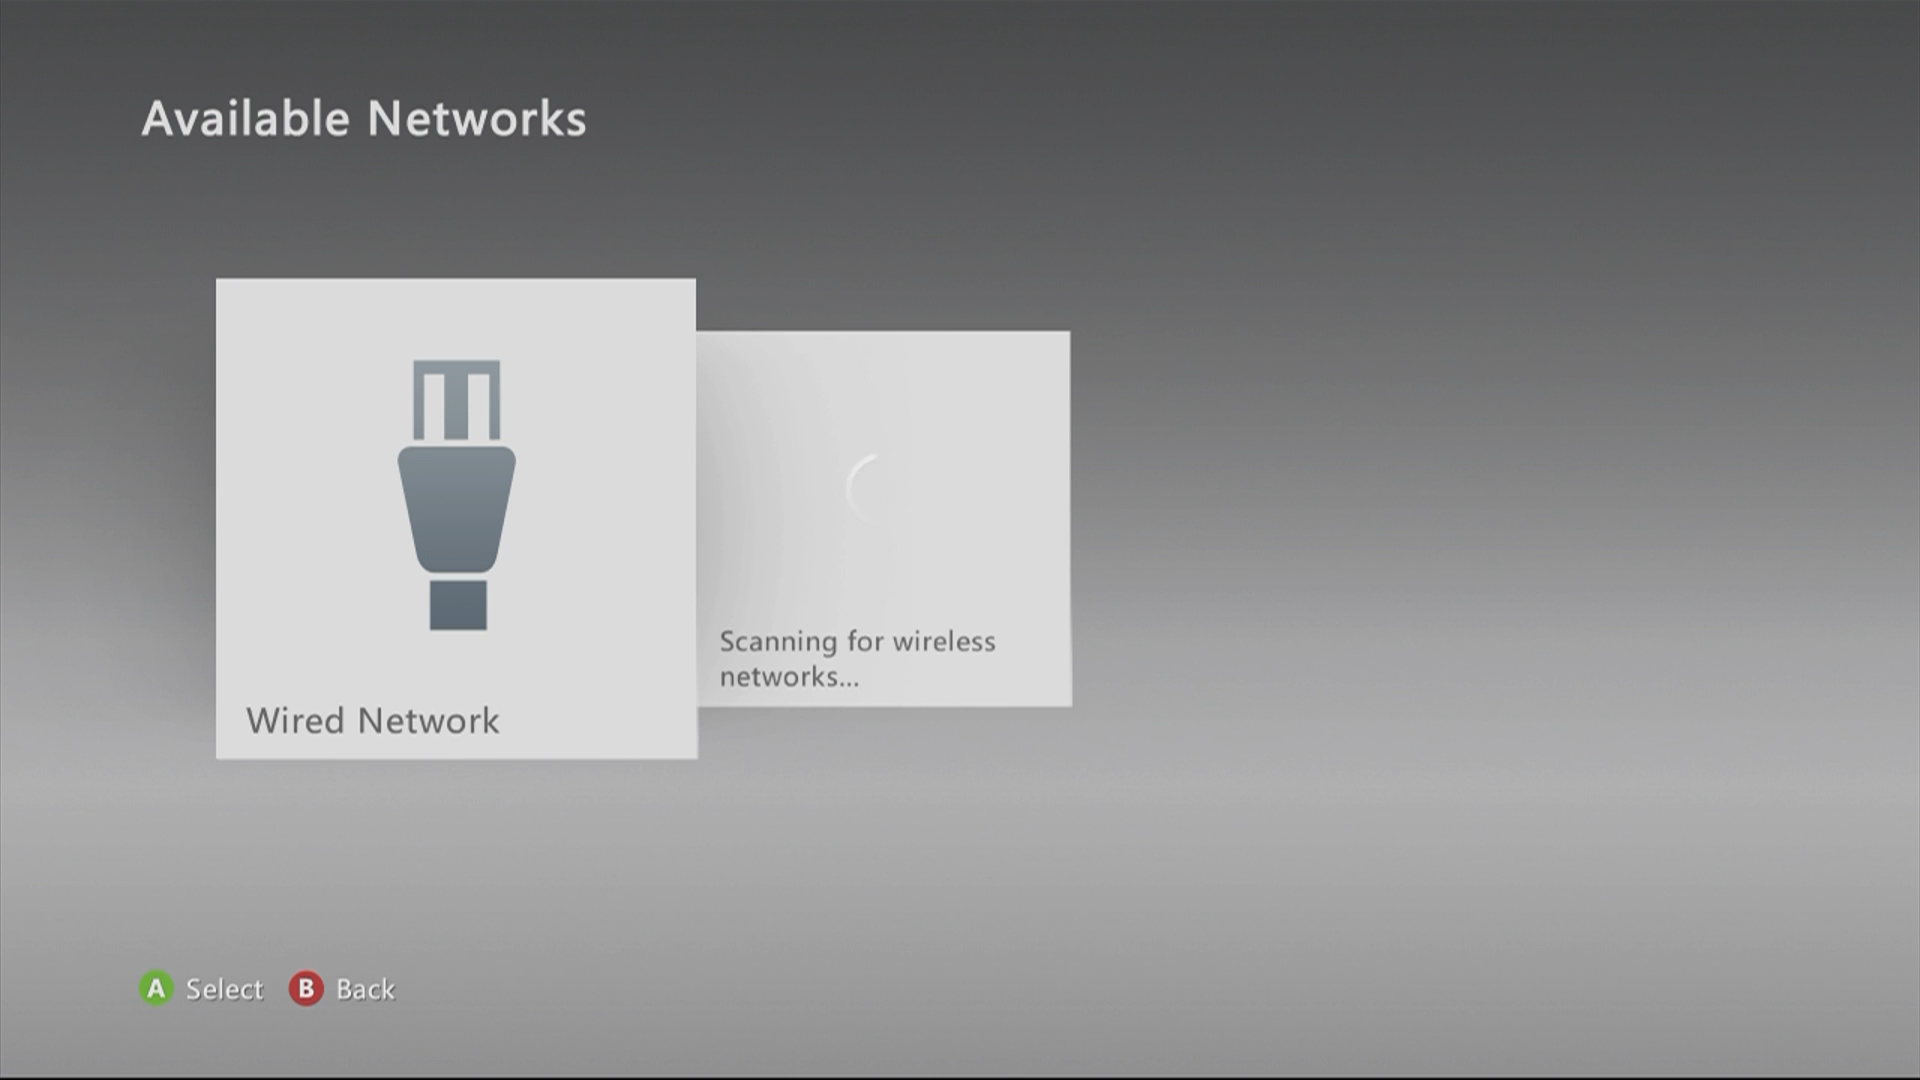 Available Networks
Scanning for wireless
networks...
Wired Network
A Select B Back